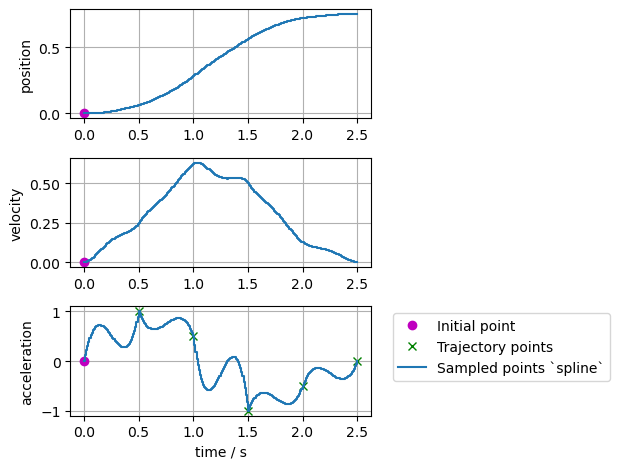 position
0.5
0.0
0.0 0.5 1.0 1.5 2.0 2.5
velocity
0.50
0.25
0.00
0.0 0.5 1.0 1.5 2.0 2.5
acceleration
1
0
−1
0.0 0.5 1.0 1.5 2.0 2.5
time / s
Initial point
Trajectory points
Sampled points `spline`